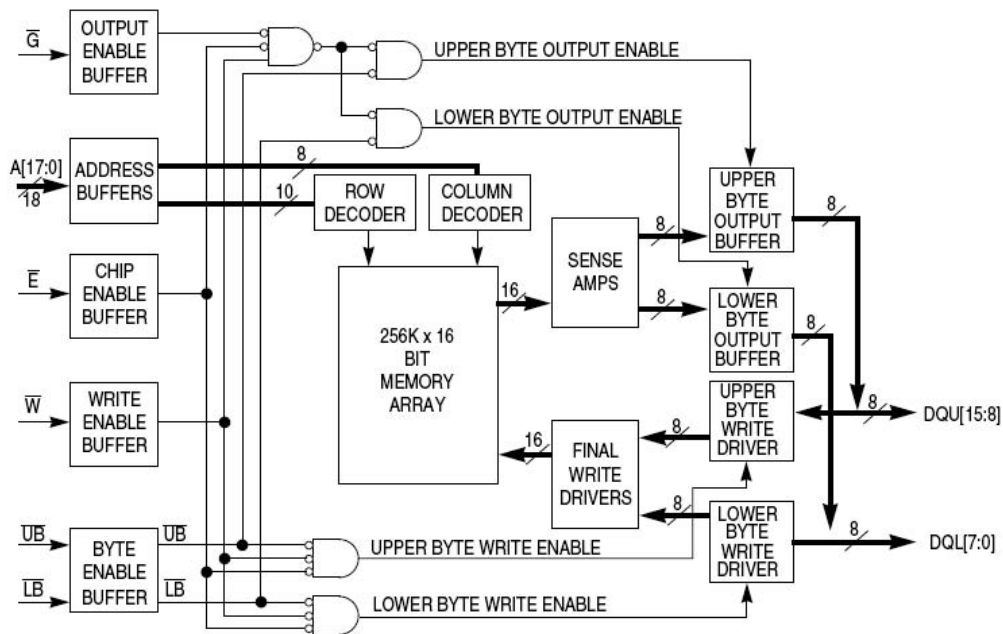 G̅
OUTPUT
ENABLE
BUFFER
UPPER BYTE OUTPUT ENABLE
LOWER BYTE OUTPUT ENABLE
A[17:0]
18
ADDRESS
BUFFERS
8
10
ROW
DECODER
COLUMN
DECODER
UPPER
BYTE
OUTPUT
BUFFER
8
E̅
CHIP
ENABLE
BUFFER
256K x 16
BIT
MEMORY
ARRAY
16
SENSE
AMPS
8
8
LOWER
BYTE
OUTPUT
BUFFER
8
W̅
WRITE
ENABLE
BUFFER
16
FINAL
WRITE
DRIVERS
8
8
UPPER
BYTE
WRITE
DRIVER
8
DQU[15:8]
U̅B̅
L̅B̅
BYTE
ENABLE
BUFFER
U̅B̅
L̅B̅
UPPER BYTE WRITE ENABLE
LOWER BYTE WRITE ENABLE
LOWER
BYTE
WRITE
DRIVER
8
DQL[7:0]